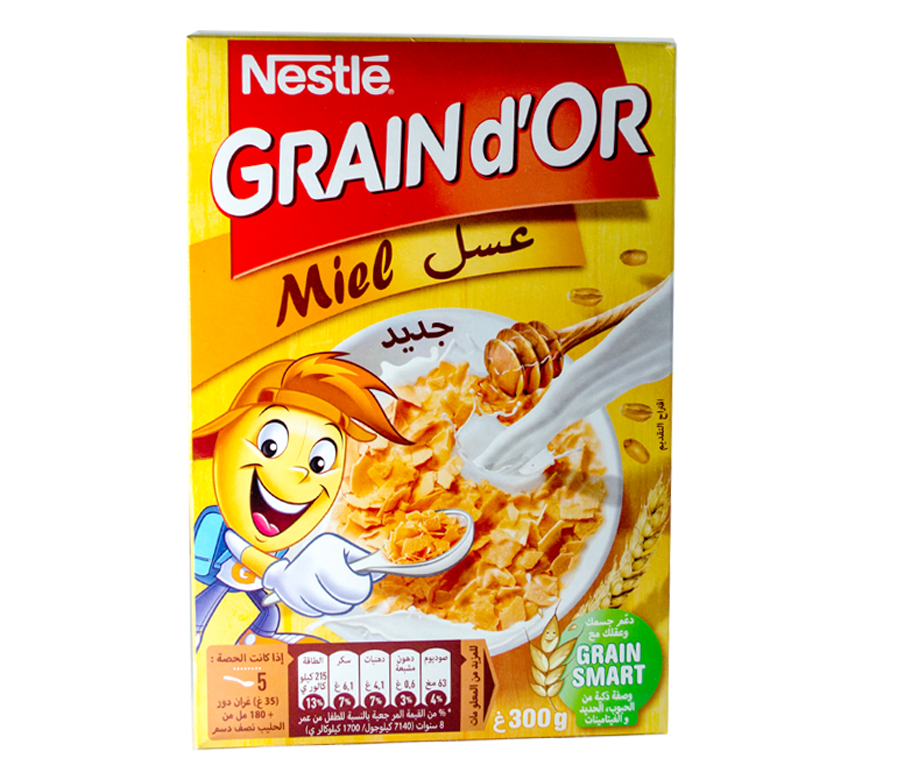 Nestlé®
GRAIN d'OR
Miel عسل
جديد
اقتراح التقديم
دعّم جسمك
وعقلك مع
GRAIN
SMART
وصفة ذكية من
الحبوب، الحديد
و الفيتامينات
إذا كانت الحصة :
5
(35 غ) غران دور
+ 180 مل من
الحليب نصف دسم
الطاقة
215 كيلو
كالوري
13%
سكر
6,1 غ
7%
دهنيات
4,1 غ
7%
دهون
مشبعة
0,6 غ
3%
صوديوم
63 مغ
4%
* % من القيمة المرجعية بالنسبة للطفل من عمر
8 سنوات (7140 كيلوجول/ 1700 كيلوكالري)
للمزيد من المعلومات
300g غ
G